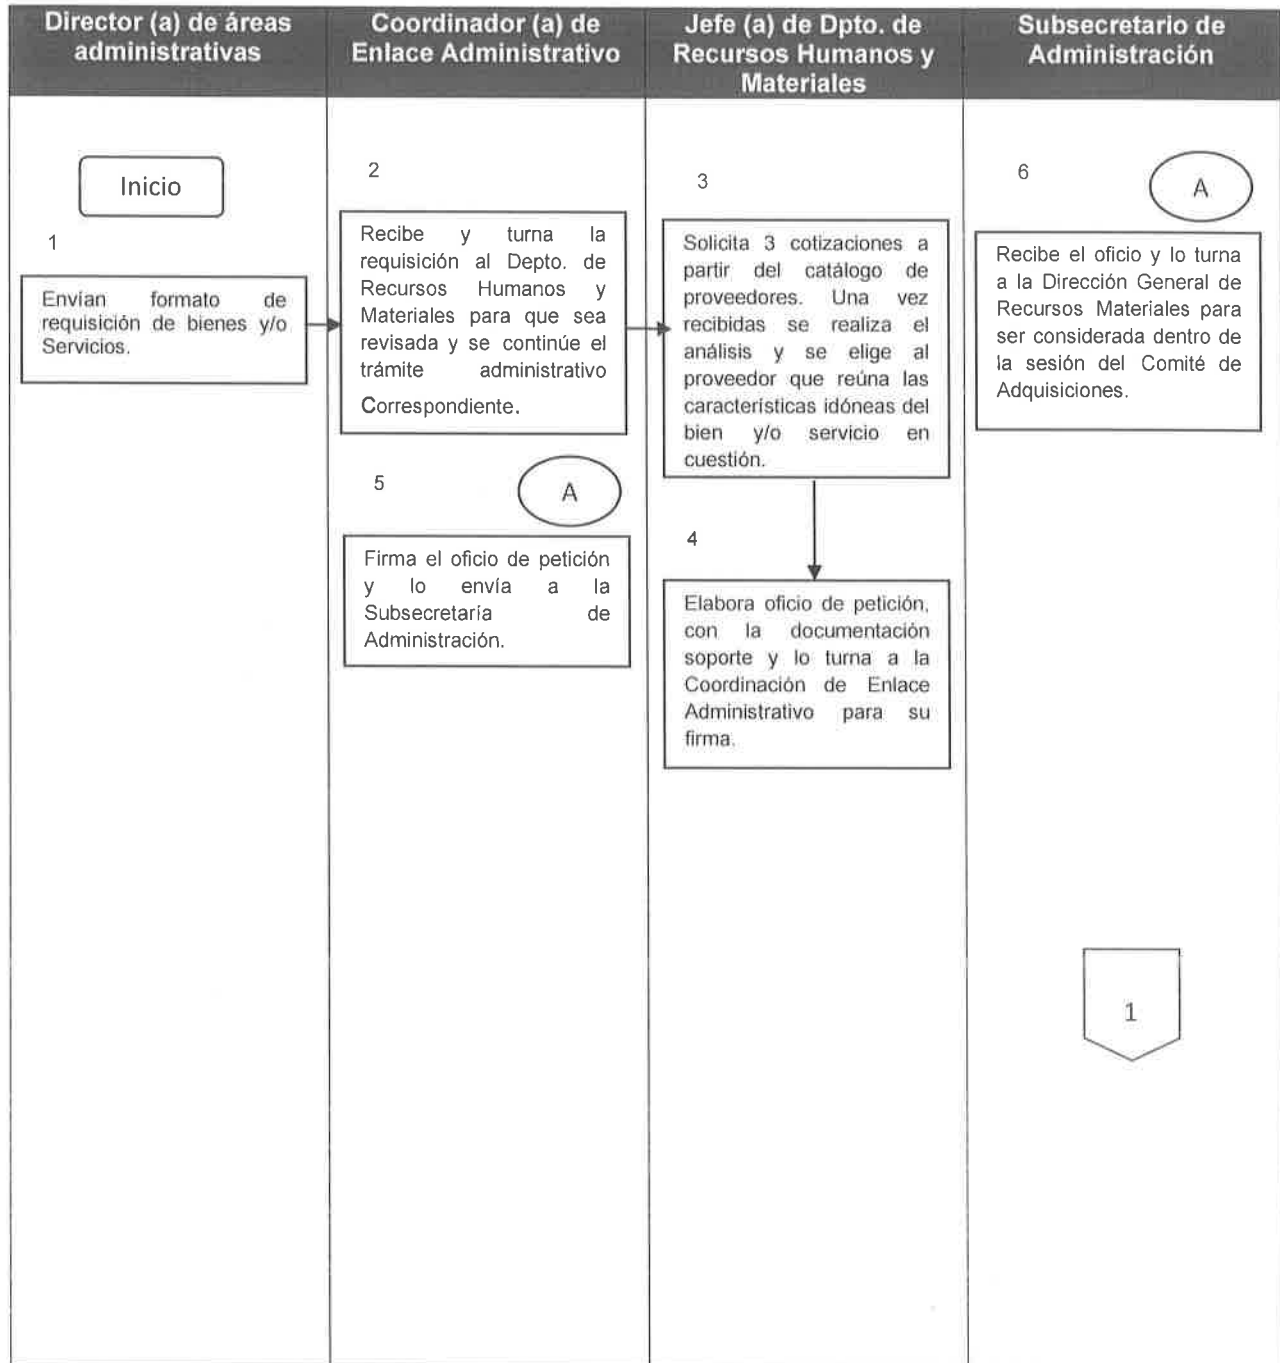 Director (a) de áreas
administrativas
Coordinador (a) de
Enlace Administrativo
Jefe (a) de Dpto. de
Recursos Humanos y
Materiales
Subsecretario de
Administración
Inicio
1
Envían formato de
requisición de bienes y/o
Servicios.
2
Recibe y turna la
requisición al Depto. de
Recursos Humanos y
Materiales para que sea
revisada y se continúe el
trámite administrativo
Correspondiente.
5
A
Firma el oficio de petición
y lo envía a la
Subsecretaría de
Administración.
3
Solicita 3 cotizaciones a
partir del catálogo de
proveedores. Una vez
recibidas se realiza el
análisis y se elige al
proveedor que reúna las
características idóneas del
bien y/o servicio en
cuestión.
4
Elabora oficio de petición,
con la documentación
soporte y lo turna a la
Coordinación de Enlace
Administrativo para su
firma.
6
A
Recibe el oficio y lo turna
a la Dirección General de
Recursos Materiales para
ser considerada dentro de
la sesión del Comité de
Adquisiciones.
1